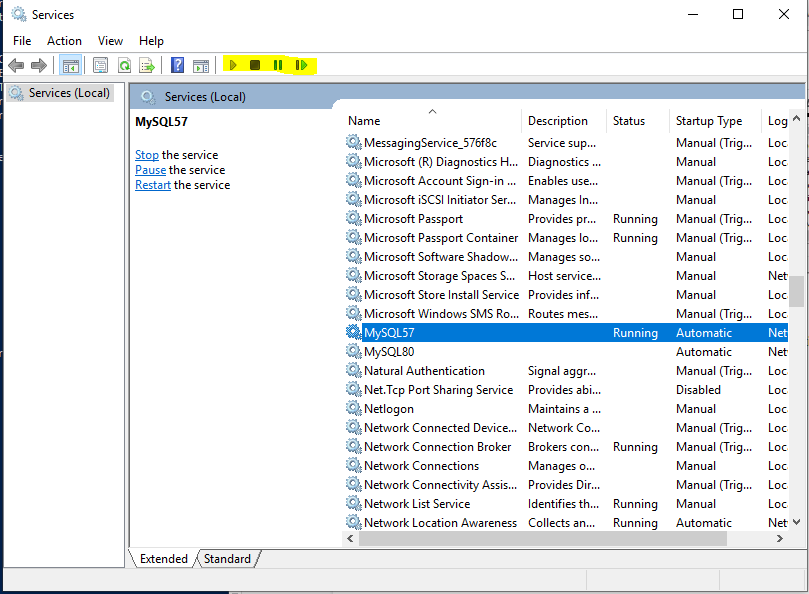 Services
File Action View Help
Services (Local)
Services (Local)
MySQL57
Stop the service
Pause the service
Restart the service
Name Description Status Startup Type Log
MessagingService_576f8c Service sup... Manual (Trig... Loc
Microsoft (R) Diagnostics H... Diagnostics ... Manual Loc
Microsoft Account Sign-in ... Enables use... Manual (Trig... Loc
Microsoft iSCSI Initiator Ser... Manages In... Manual Loc
Microsoft Passport Provides pr... Running Manual (Trig... Loc
Microsoft Passport Container Manages lo... Running Manual (Trig... Loc
Microsoft Software Shadow... Manages so... Manual Loc
Microsoft Storage Spaces S... Host service... Manual Net
Microsoft Store Install Service Provides inf... Manual Loc
Microsoft Windows SMS Ro... Routes mes... Manual (Trig... Loc
MySQL57 Running Automatic Net
MySQL80 Automatic Net
Natural Authentication Signal aggr... Manual (Trig... Loc
Net.Tcp Port Sharing Service Provides abi... Disabled Loc
Netlogon Maintains a ... Manual Loc
Network Connected Device... Network Co... Manual (Trig... Loc
Network Connection Broker Brokers con... Running Manual (Trig... Loc
Network Connections Manages o... Manual Loc
Network Connectivity Assis... Provides Dir... Manual (Trig... Loc
Network List Service Identifies th... Running Manual Loc
Network Location Awareness Collects an... Running Automatic Net
Extended Standard